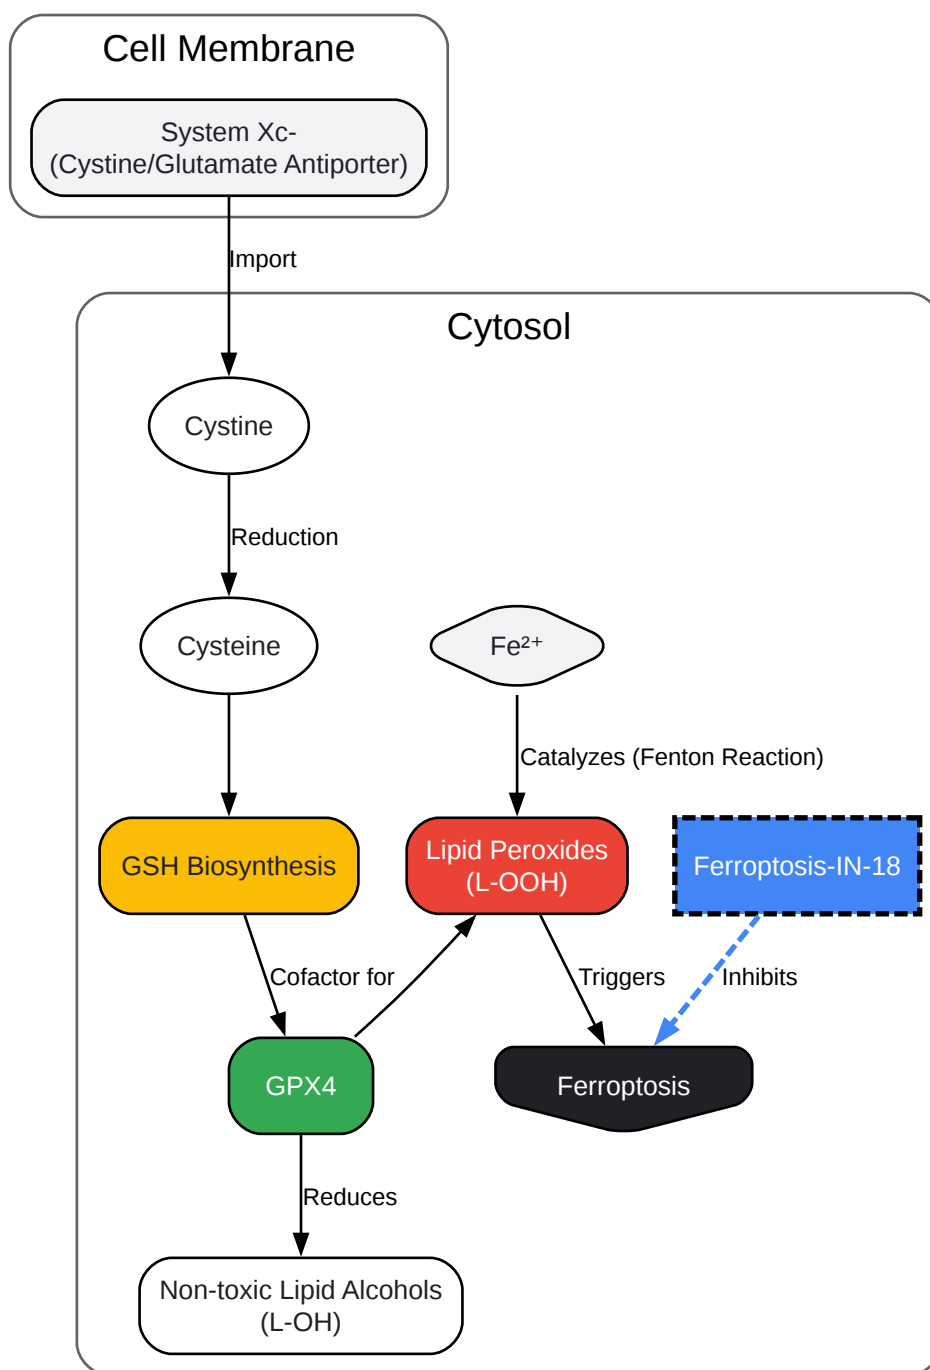 Cell Membrane
System Xc-
(Cystine/Glutamate Antiporter)
Import
Cytosol
Cystine
Reduction
Cysteine
Fe²⁺
Catalyzes (Fenton Reaction)
GSH Biosynthesis
Lipid Peroxides
(L-OOH)
Ferroptosis-IN-18
Cofactor for
Triggers
Inhibits
GPX4
Ferroptosis
Reduces
Non-toxic Lipid Alcohols
(L-OH)